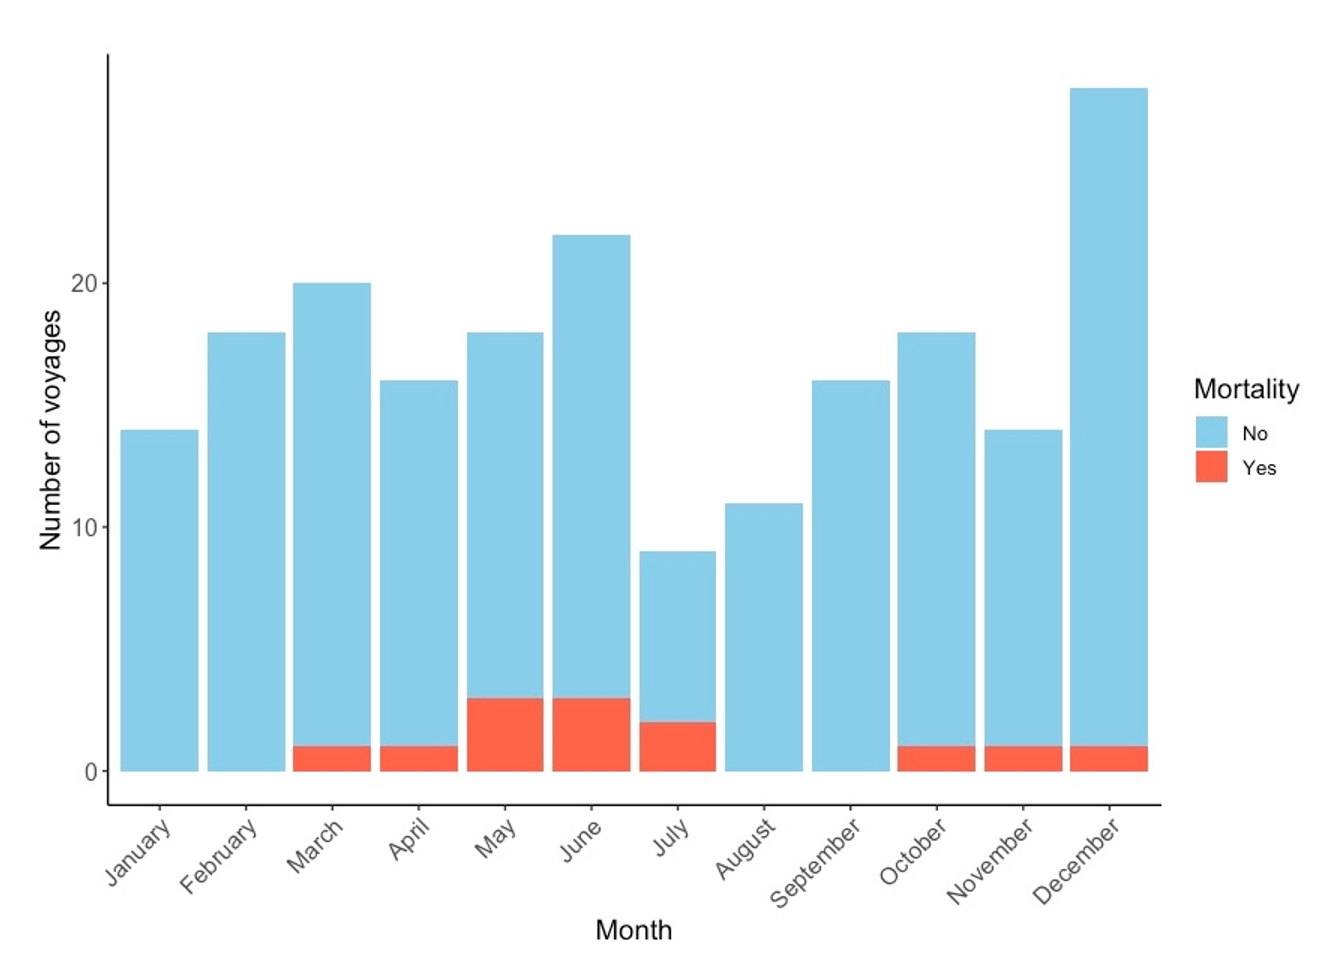 Number of voyages
20
10
0
January
February
March
April
May
June
July
August
September
October
November
December
Month
Mortality
No
Yes